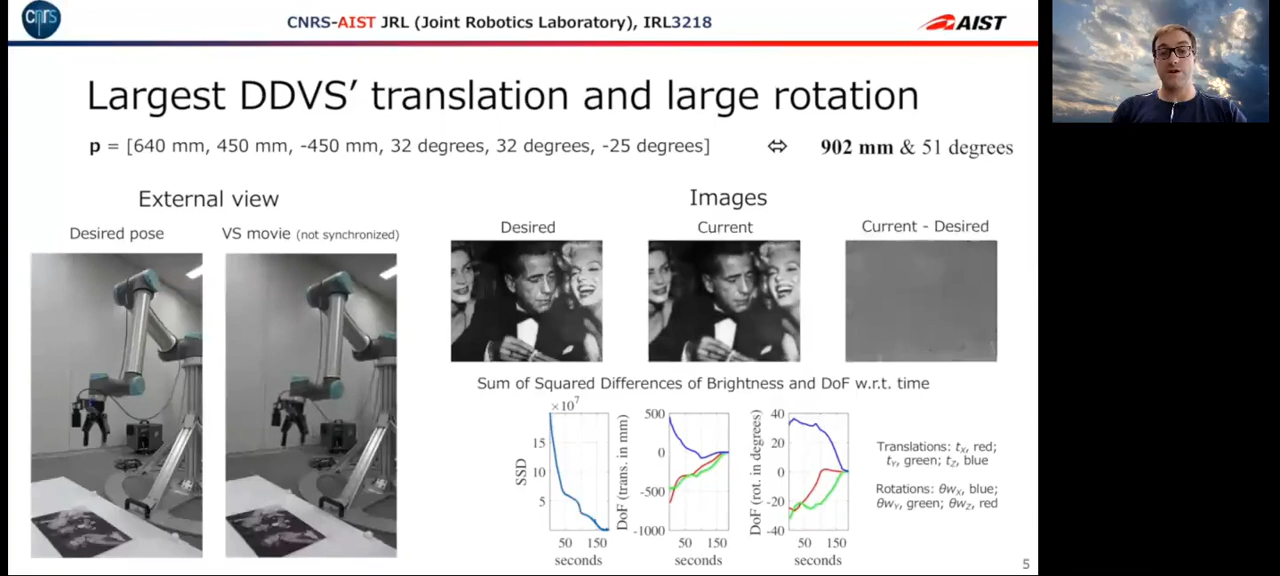 cnrs
CNRS-AIST JRL (Joint Robotics Laboratory), IRL3218
AIST
Largest DDVS' translation and large rotation
p = [640 mm, 450 mm, -450 mm, 32 degrees, 32 degrees, -25 degrees] ⇔ 902 mm & 51 degrees
External view
Images
Desired pose
VS movie (not synchronized)
Desired
Current
Current - Desired
Sum of Squared Differences of Brightness and DoF w.r.t. time
×10⁷
SSD
15
10
5
50 150
seconds
DoF (trans. in mm)
500
0
-500
-1000
50 150
seconds
DoF (rot. in degrees)
40
20
0
-20
-40
50 150
seconds
Translations: tX, red;
tY, green; tZ, blue
Rotations: θwX, blue;
θwY, green; θwZ, red
5